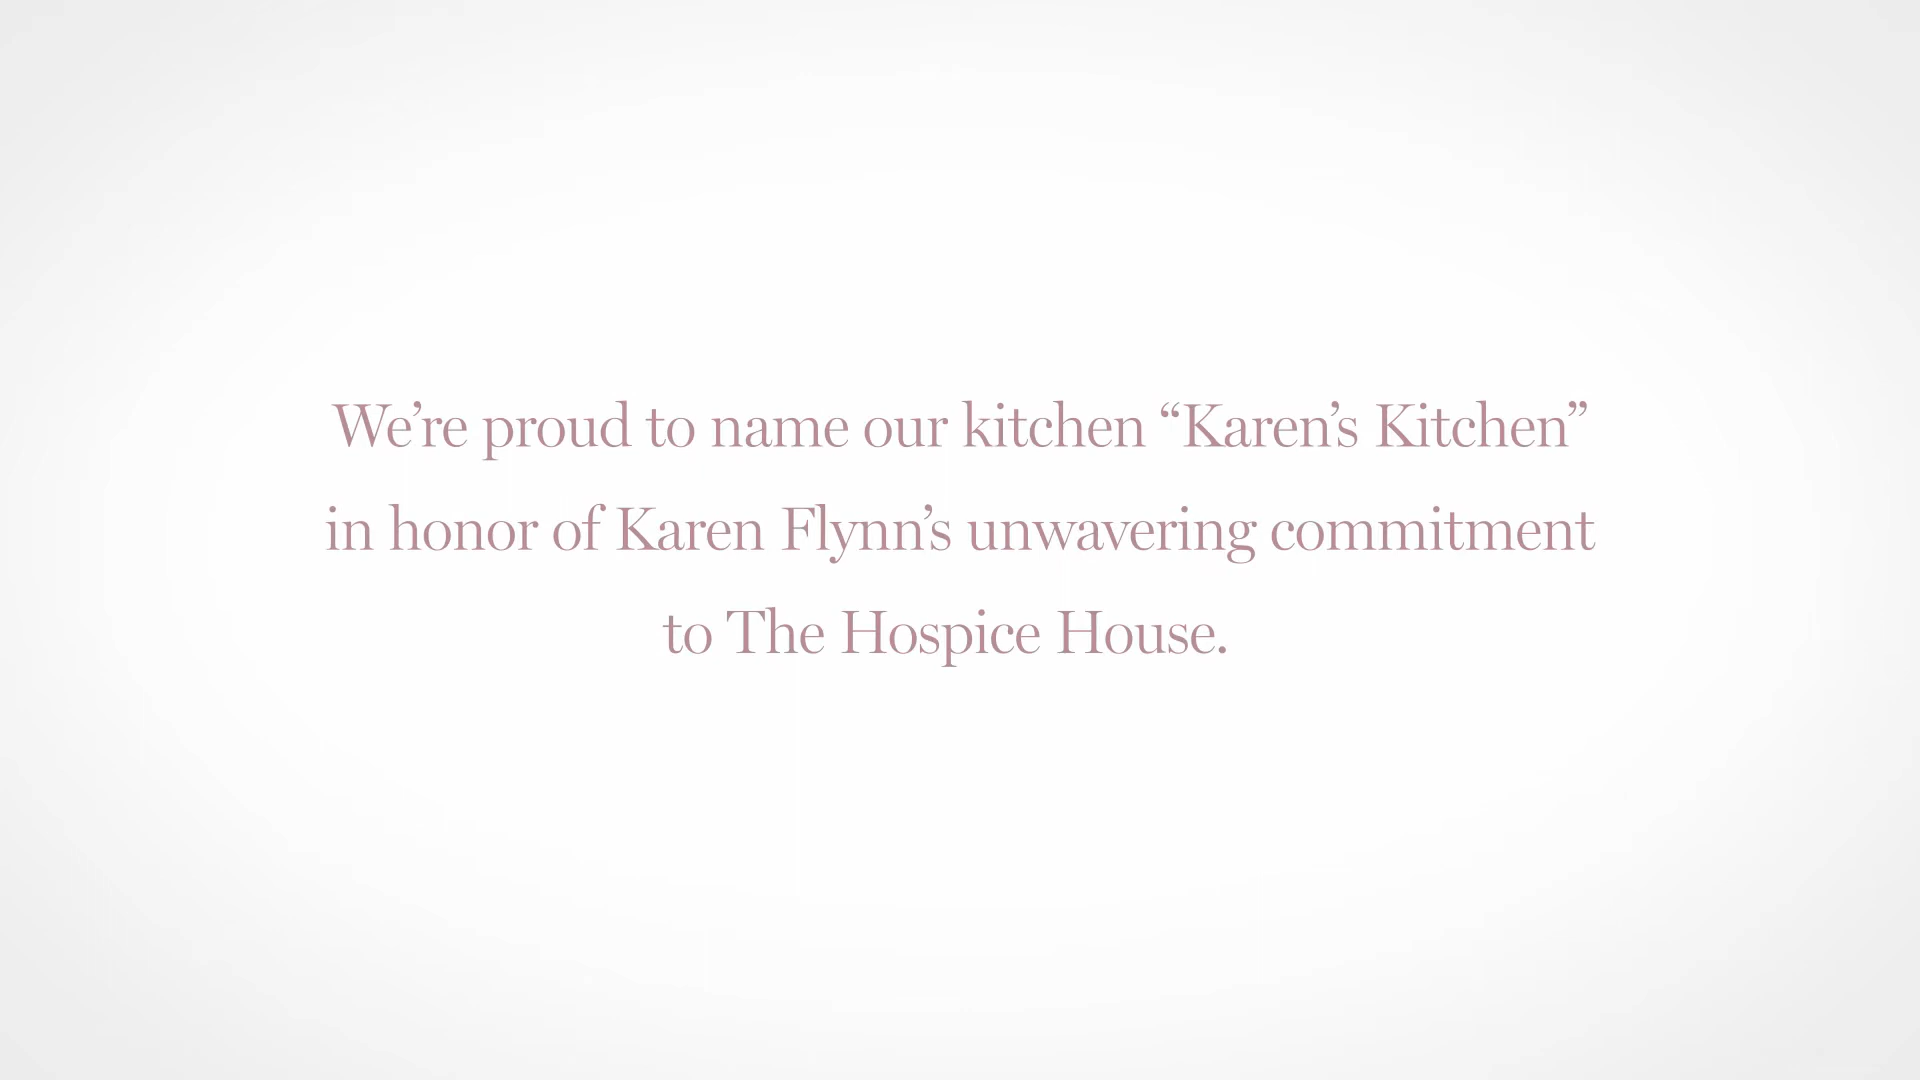 We’re proud to name our kitchen “Karen’s Kitchen”
in honor of Karen Flynn’s unwavering commitment
to The Hospice House.